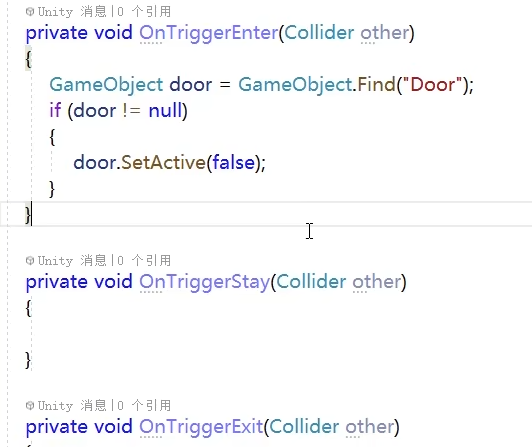 Unity 消息|0 个引用
private void OnTriggerEnter(Collider other)
{
GameObject door = GameObject.Find("Door");
if (door != null)
{
door.SetActive(false);
}
}
Unity 消息|0 个引用
private void OnTriggerStay(Collider other)
{
}
Unity 消息|0 个引用
private void OnTriggerExit(Collider other)